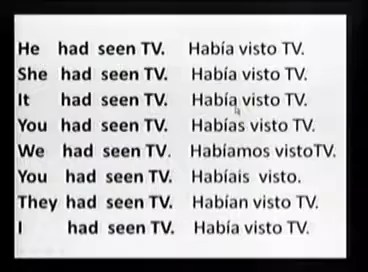 He had seen TV. Había visto TV.
She had seen TV. Había visto TV.
It had seen TV. Había visto TV.
You had seen TV. Habías visto TV.
We had seen TV. Habíamos vistoTV.
You had seen TV. Habíais visto.
They had seen TV. Habían visto TV.
I had seen TV. Había visto TV.